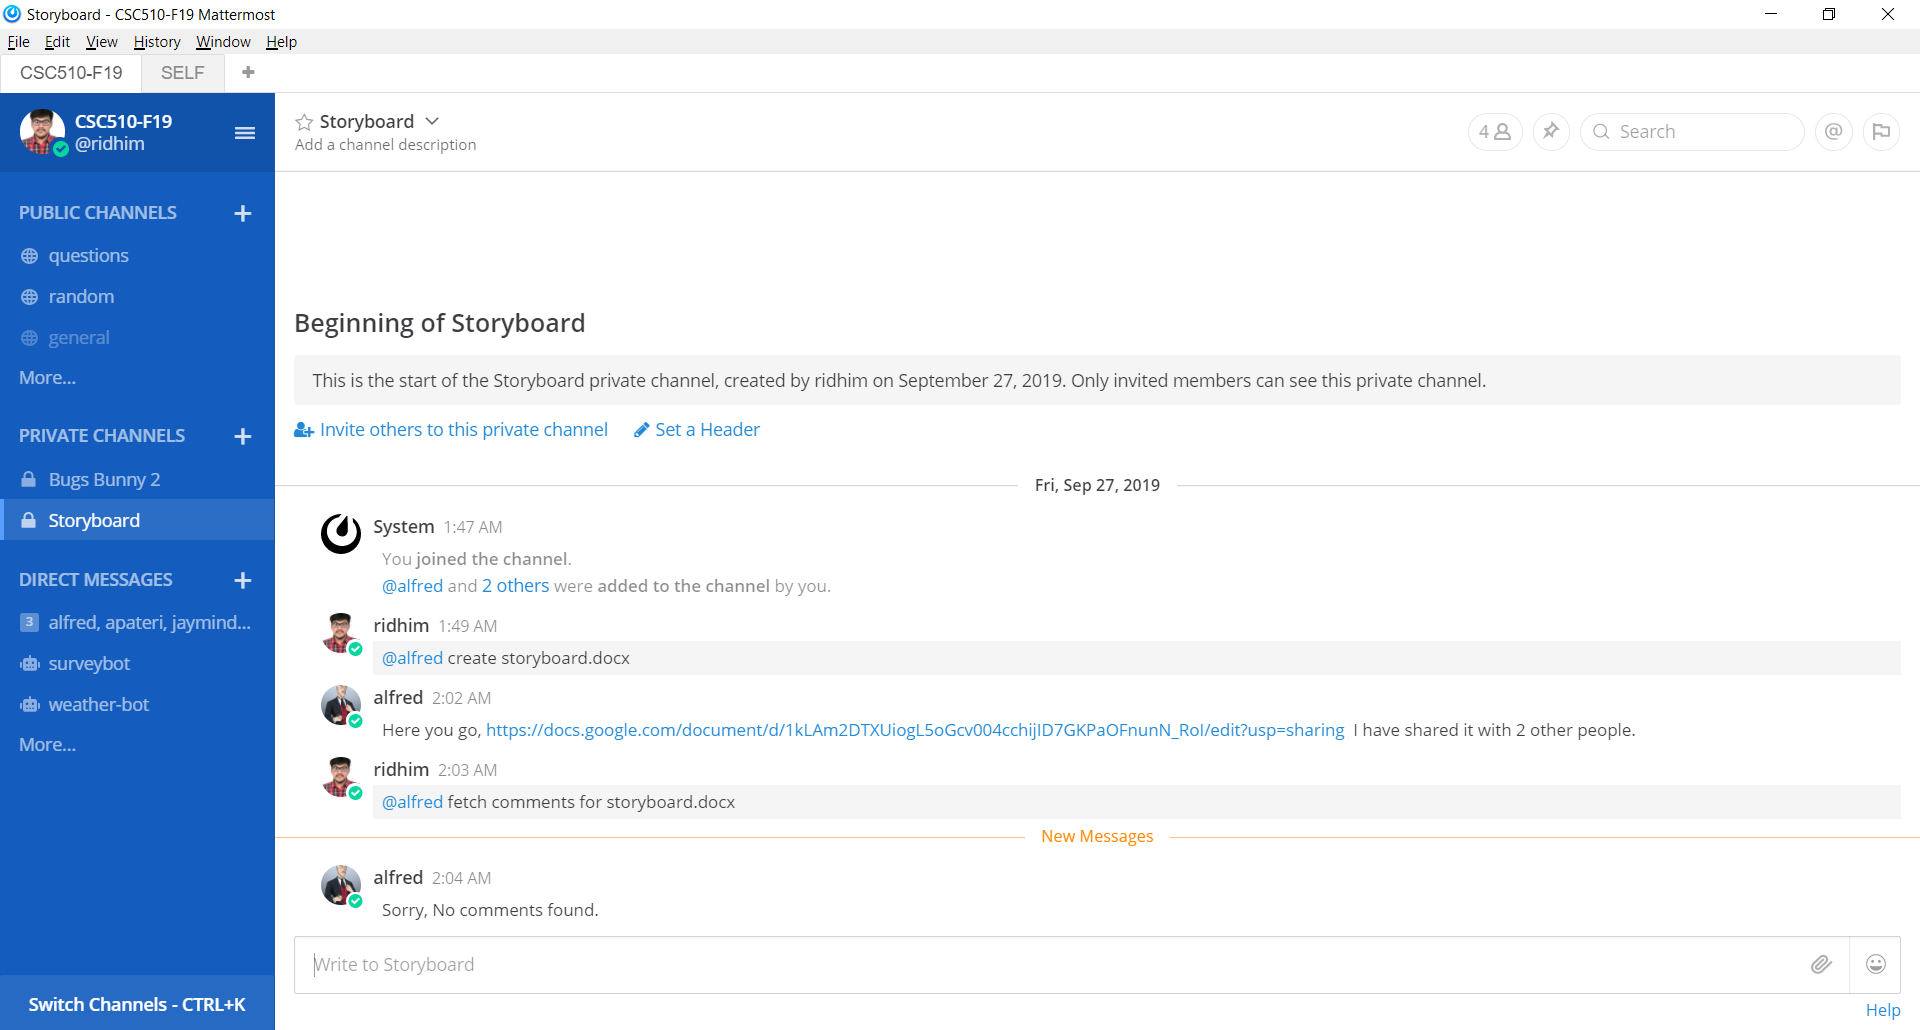 Storyboard - CSC510-F19 Mattermost
File Edit View History Window Help
CSC510-F19 SELF +
CSC510-F19
@ridhim
Storyboard
Add a channel description
4
Search
@
PUBLIC CHANNELS +
questions
random
general
More...
PRIVATE CHANNELS +
Bugs Bunny 2
Storyboard
DIRECT MESSAGES +
3 alfred, apateri, jaymind...
surveybot
weather-bot
More...
Switch Channels - CTRL+K
Beginning of Storyboard
This is the start of the Storyboard private channel, created by ridhim on September 27, 2019. Only invited members can see this private channel.
Invite others to this private channel Set a Header
Fri, Sep 27, 2019
System 1:47 AM
You joined the channel.
@alfred and 2 others were added to the channel by you.
ridhim 1:49 AM
@alfred create storyboard.docx
alfred 2:02 AM
Here you go, https://docs.google.com/document/d/1kLAm2DTXUiogL5oGcv004cchijID7GKPaOFnunN_RoI/edit?usp=sharing I have shared it with 2 other people.
ridhim 2:03 AM
@alfred fetch comments for storyboard.docx
New Messages
alfred 2:04 AM
Sorry, No comments found.
Write to Storyboard
Help